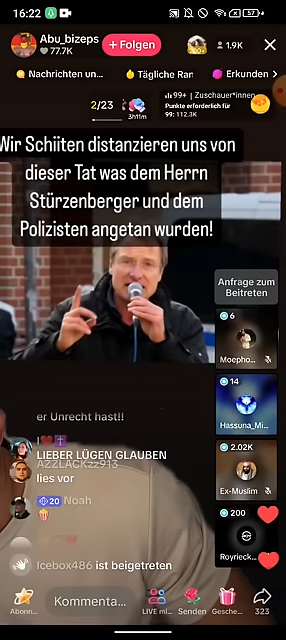 16:22
57
Abu_bizeps
77.7K
+ Folgen
1.9K
Nachrichten un...
Tägliche Ran
Erkunden
2/23
3h11m
99+ | Zuschauer*innen
Punkte erforderlich für
99: 112.3K
Wir Schiiten distanzieren uns von
dieser Tat was dem Herrn
Stürzenberger und dem
Polizisten angetan wurden!
Anfrage zum
Beitreten
6
Moepho...
14
Hassuna_Mi...
2.02K
Ex-Muslim
200
Royrieck...
er Unrecht hast!!
LIEBER LÜGEN GLAUBEN
AZZLACKzz913
lies vor
20 Noah
Icebox486 ist beigetreten
Abonn...
Kommenta...
LIVE mi...
Senden
Gesche...
323